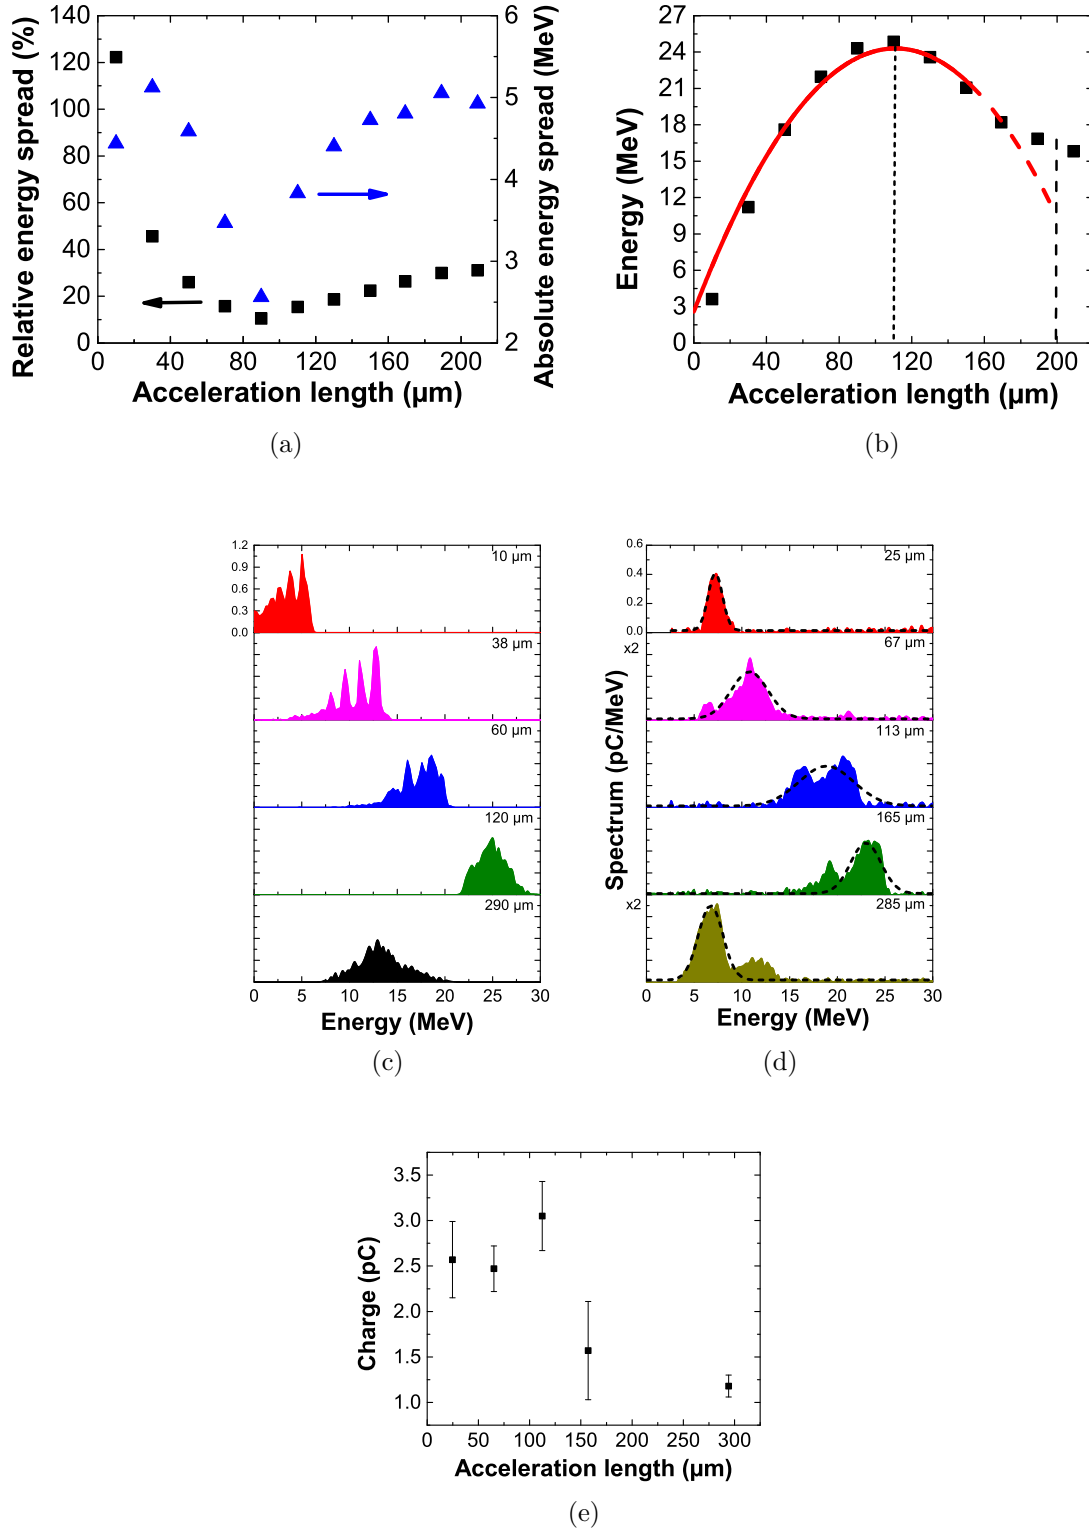 140
120
100
80
60
40
20
0
Relative energy spread (%)
6
5
4
3
2
Absolute energy spread (MeV)
0 40 80 120 160 200
Acceleration length (µm)
(a)
27
24
21
18
15
12
9
6
3
0
Energy (MeV)
0 40 80 120 160 200
Acceleration length (µm)
(b)
1.2
0.9
0.6
0.3
0.0
10 µm
38 µm
60 µm
120 µm
290 µm
0 5 10 15 20 25 30
Energy (MeV)
(c)
0.6
0.4
0.2
0.0
Spectrum (pC/MeV)
25 µm
x2
67 µm
113 µm
165 µm
x2
285 µm
0 5 10 15 20 25 30
Energy (MeV)
(d)
3.5
3.0
2.5
2.0
1.5
1.0
Charge (pC)
0 50 100 150 200 250 300
Acceleration length (µm)
(e)